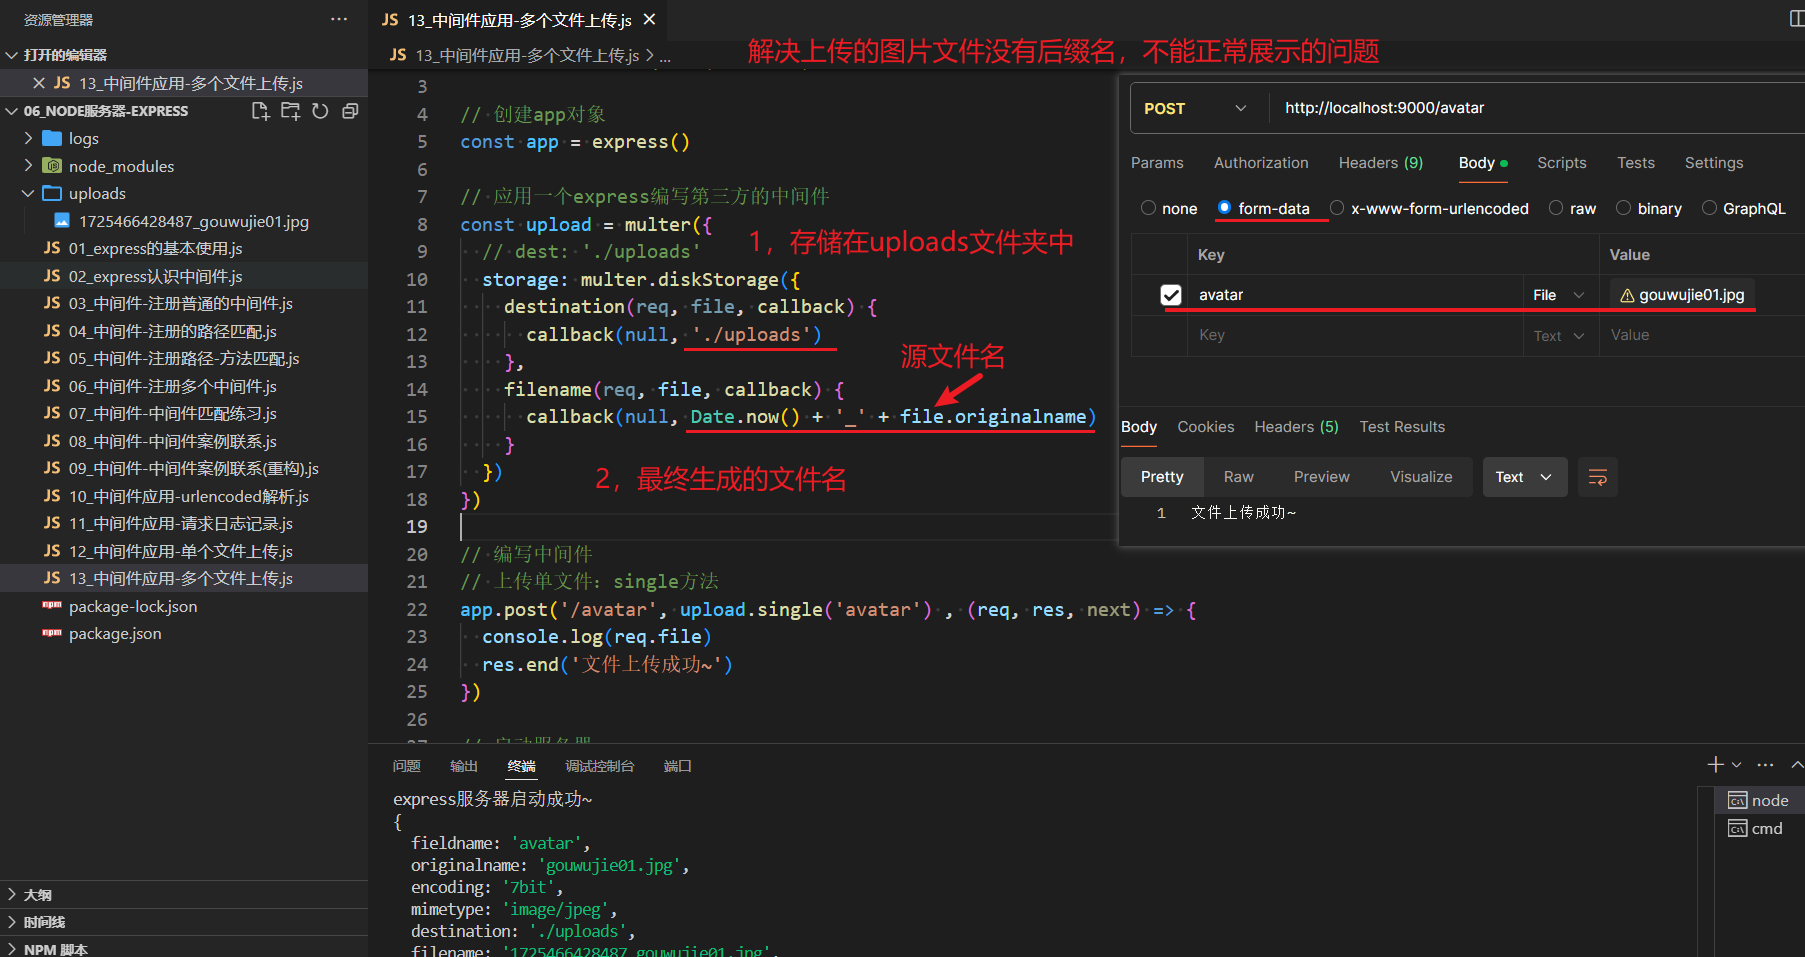 资源管理器
打开的编辑器
JS 13_中间件应用-多个文件上传.js
06_NODE服务器-EXPRESS
logs
node_modules
uploads
1725466428487_gouwujie01.jpg
JS 01_express的基本使用.js
JS 02_express认识中间件.js
JS 03_中间件-注册普通的中间件.js
JS 04_中间件-注册的路径匹配.js
JS 05_中间件-注册路径-方法匹配.js
JS 06_中间件-注册多个中间件.js
JS 07_中间件-中间件匹配练习.js
JS 08_中间件-中间件案例联系.js
JS 09_中间件-中间件案例联系(重构).js
JS 10_中间件应用-urlencoded解析.js
JS 11_中间件应用-请求日志记录.js
JS 12_中间件应用-单个文件上传.js
JS 13_中间件应用-多个文件上传.js
package-lock.json
package.json
大纲
时间线
NPM 脚本
JS 13_中间件应用-多个文件上传.js
JS 13_中间件应用-多个文件上传.js > ...
解决上传的图片文件没有后缀名，不能正常展示的问题
3
4 // 创建app对象
5 const app = express()
6
7 // 应用一个express编写第三方的中间件
8 const upload = multer({
9 // dest: './uploads'
10 storage: multer.diskStorage({
11 destination(req, file, callback) {
12 callback(null, './uploads')
13 },
14 filename(req, file, callback) {
15 callback(null, Date.now() + '_' + file.originalname)
16 }
17 })
18 })
19
20 // 编写中间件
21 // 上传单文件: single方法
22 app.post('/avatar', upload.single('avatar') , (req, res, next) => {
23 console.log(req.file)
24 res.end('文件上传成功~')
25 })
26
1，存储在uploads文件夹中
源文件名
2，最终生成的文件名
POST
http://localhost:9000/avatar
Params Authorization Headers (9) Body Scripts Tests Settings
none form-data x-www-form-urlencoded raw binary GraphQL
Key Value
avatar File gouwujie01.jpg
Key Text Value
Body Cookies Headers (5) Test Results
Pretty Raw Preview Visualize Text
1 文件上传成功~
问题 输出 终端 调试控制台 端口
express服务器启动成功~
{
fieldname: 'avatar',
originalname: 'gouwujie01.jpg',
encoding: '7bit',
mimetype: 'image/jpeg',
destination: './uploads',
filename: '1725466428487_gouwujie01.jpg',
node
cmd